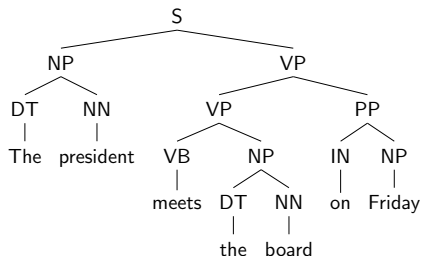 S
NP VP
DT NN VP PP
The president VB NP IN NP
meets DT NN on Friday
the board